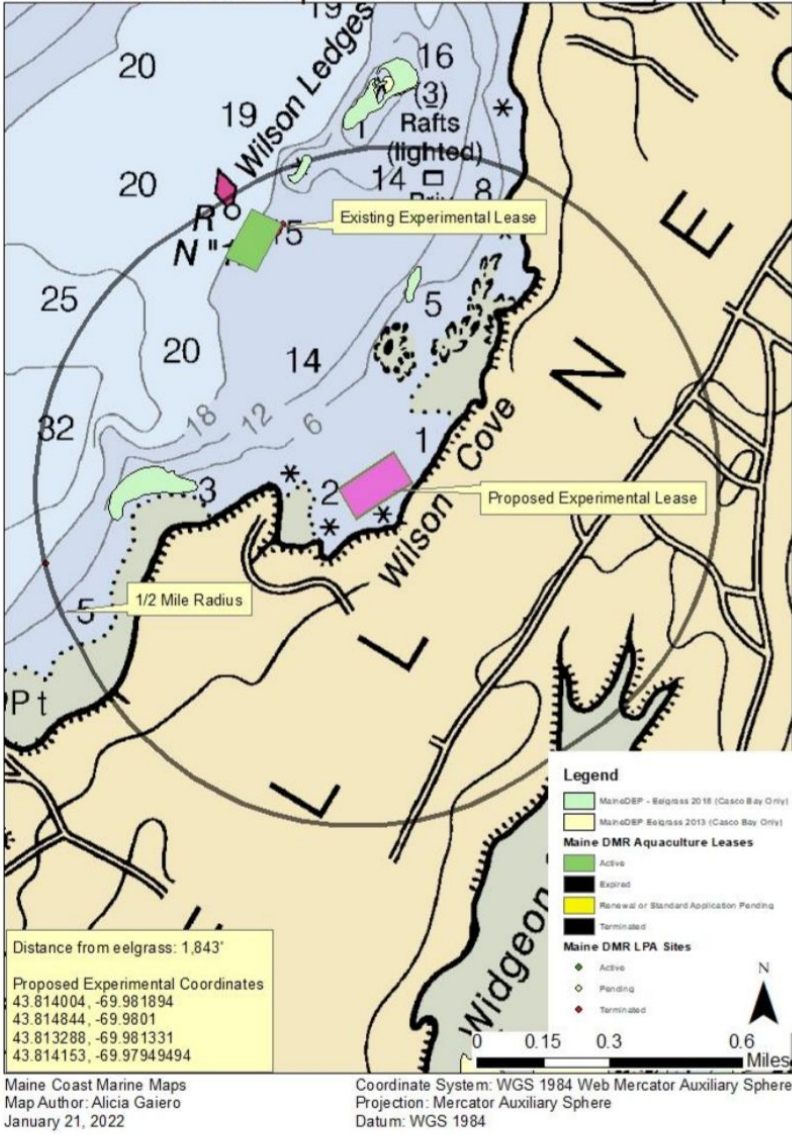 19
20
16
Wilson Ledges
(3)
19
Rafts
(lighted)
20
14
8
R
Existing Experimental Lease
N "1
15
25
5
20
14
N
E
32
18
12
6
1
Wilson Cove
3
2
Proposed Experimental Lease
1/2 Mile Radius
5
L
Pt
L
Widgeon
Legend
MaineDEP - Eelgrass 2018 (Casco Bay Only)
MaineDEP Eelgrass 2013 (Casco Bay Only)
Maine DMR Aquaculture Leases
Active
Expired
Renewal or Standard Application Pending
Terminated
Maine DMR LPA Sites
Active
Pending
Terminated
N
0 0.15 0.3 0.6
Miles
Distance from eelgrass: 1,843'
Proposed Experimental Coordinates
43.814004, -69.981894
43.814844, -69.9801
43.813288, -69.981331
43.814153, -69.97949494
Maine Coast Marine Maps
Map Author: Alicia Gaiero
January 21, 2022
Coordinate System: WGS 1984 Web Mercator Auxiliary Sphere
Projection: Mercator Auxiliary Sphere
Datum: WGS 1984